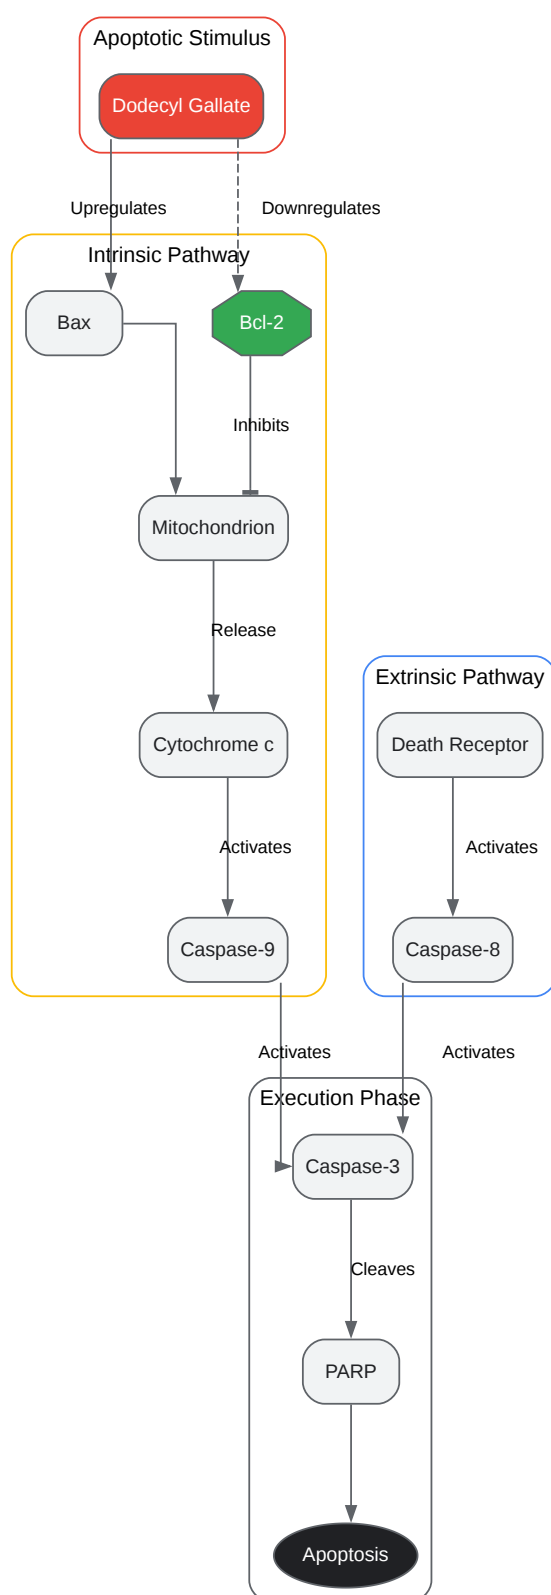 Apoptotic Stimulus
Dodecyl Gallate
Upregulates
Downregulates
Intrinsic Pathway
Bax
Bcl-2
Inhibits
Mitochondrion
Release
Extrinsic Pathway
Cytochrome c
Death Receptor
Activates
Activates
Caspase-9
Caspase-8
Activates
Activates
Execution Phase
Caspase-3
Cleaves
PARP
Apoptosis